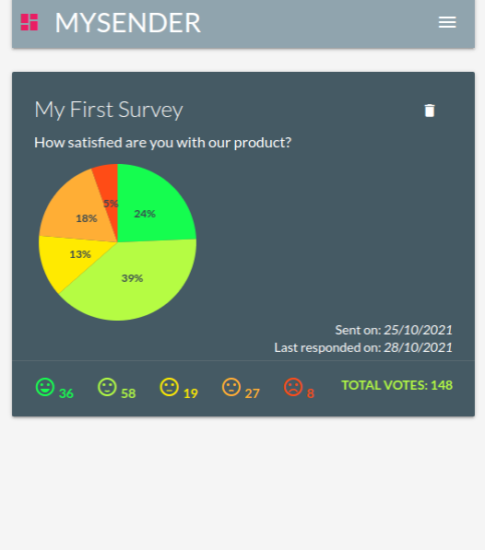 MYSENDER
My First Survey
How satisfied are you with our product?
5%
24%
18%
13%
39%
Sent on: 25/10/2021
Last responded on: 28/10/2021
36 58 19 27 8 TOTAL VOTES: 148